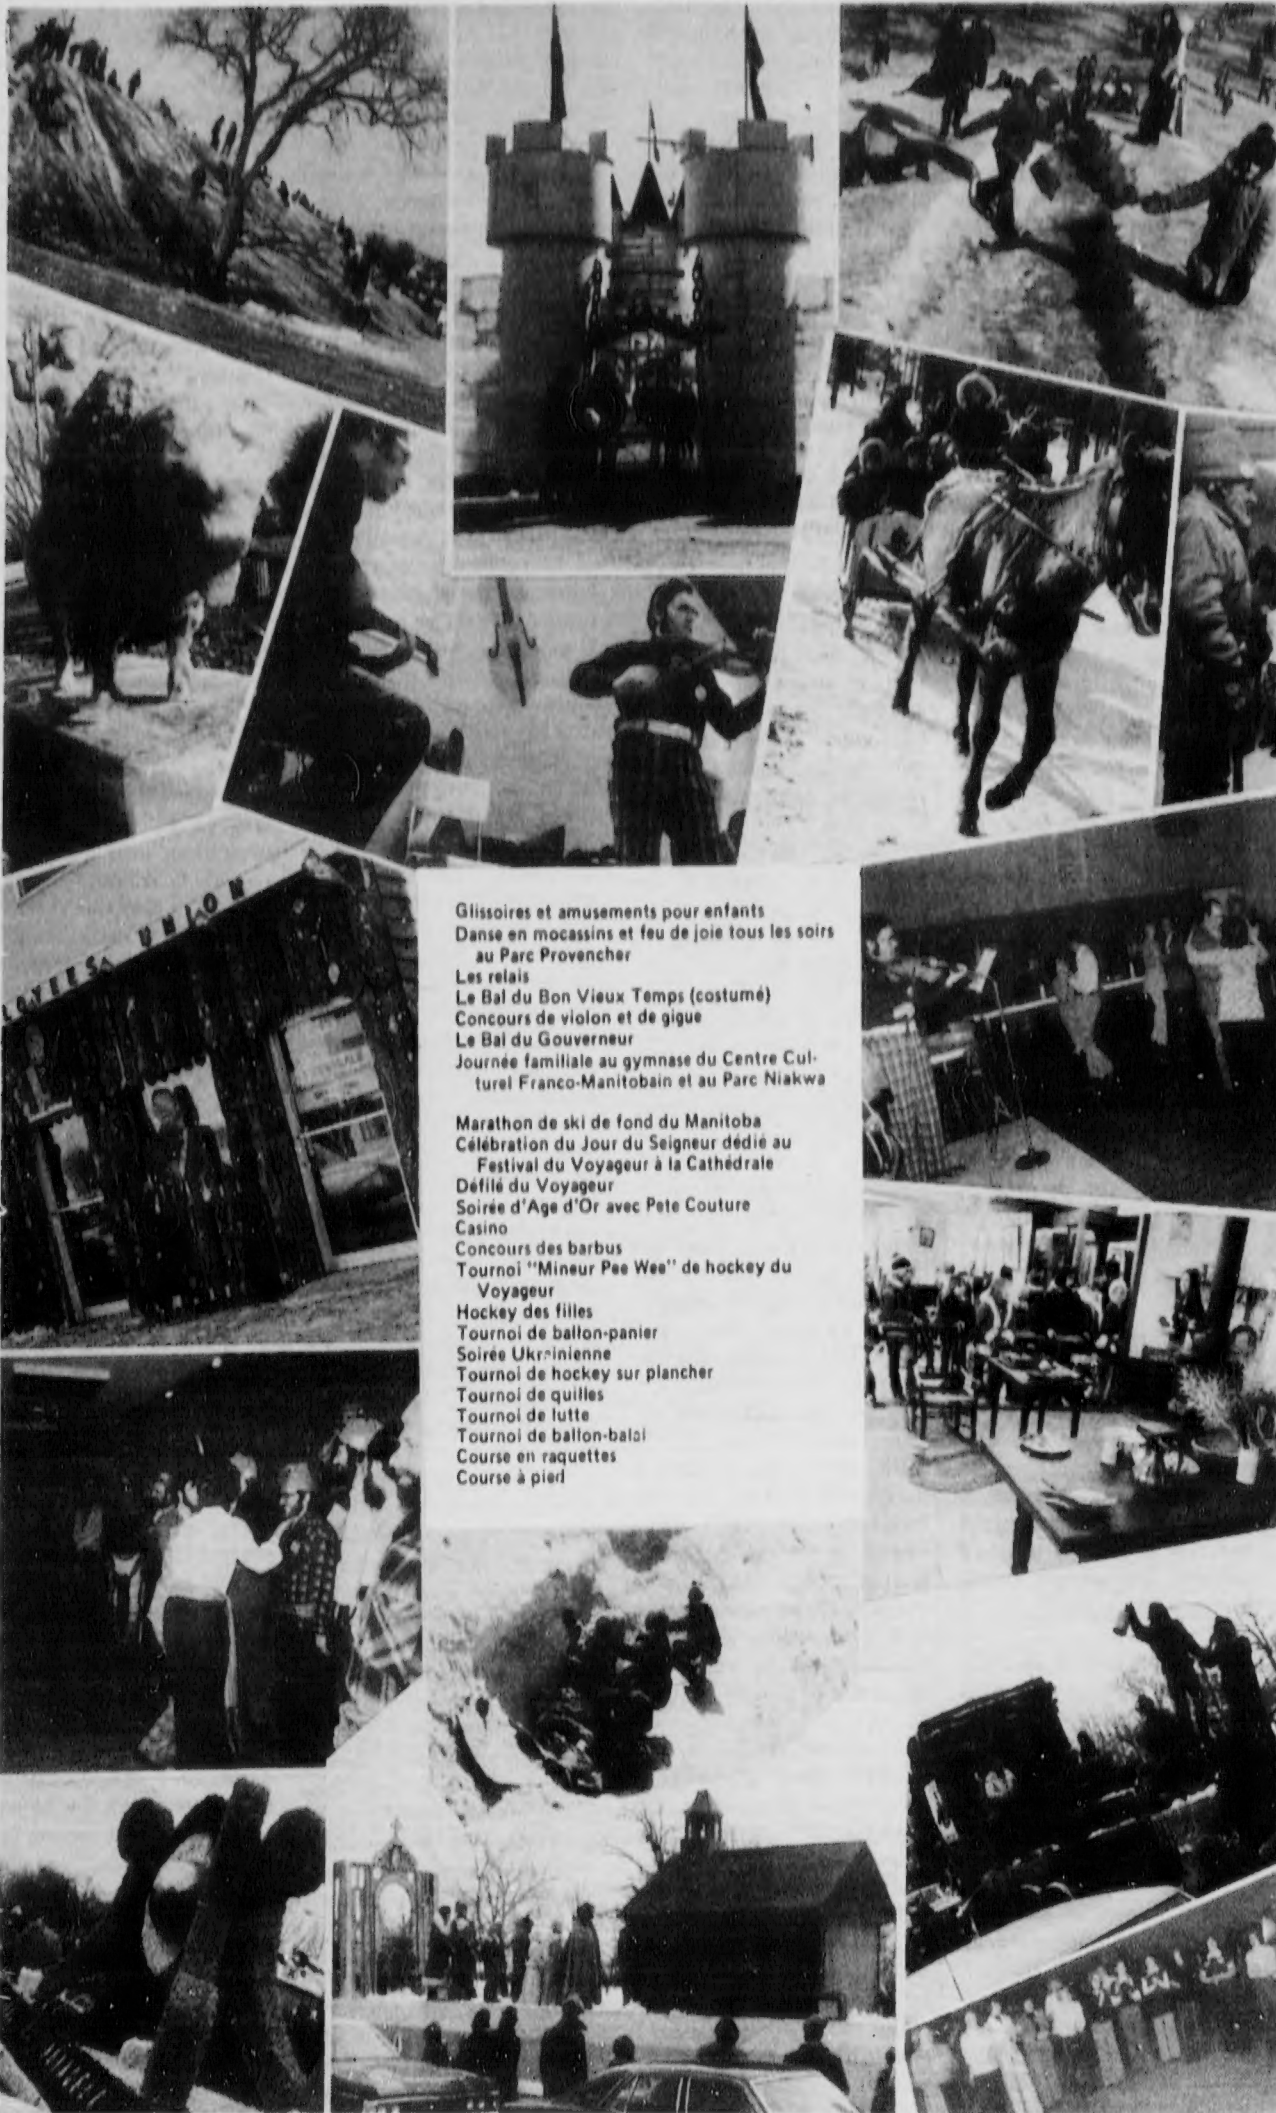 LOYEES UNION
Glissoires et amusements pour enfants
Danse en mocassins et feu de joie tous les soirs
au Parc Provencher
Les relais
Le Bal du Bon Vieux Temps (costumé)
Concours de violon et de gigue
Le Bal du Gouverneur
Journée familiale au gymnase du Centre Cul-
turel Franco-Manitobain et au Parc Niakwa
Marathon de ski de fond du Manitoba
Célébration du Jour du Seigneur dédié au
Festival du Voyageur à la Cathédrale
Défilé du Voyageur
Soirée d'Age d'Or avec Pete Couture
Casino
Concours des barbus
Tournoi "Mineur Pee Wee" de hockey du
Voyageur
Hockey des filles
Tournoi de ballon-panier
Soirée Ukrainienne
Tournoi de hockey sur plancher
Tournoi de quilles
Tournoi de lutte
Tournoi de ballon-balai
Course en raquettes
Course à pied